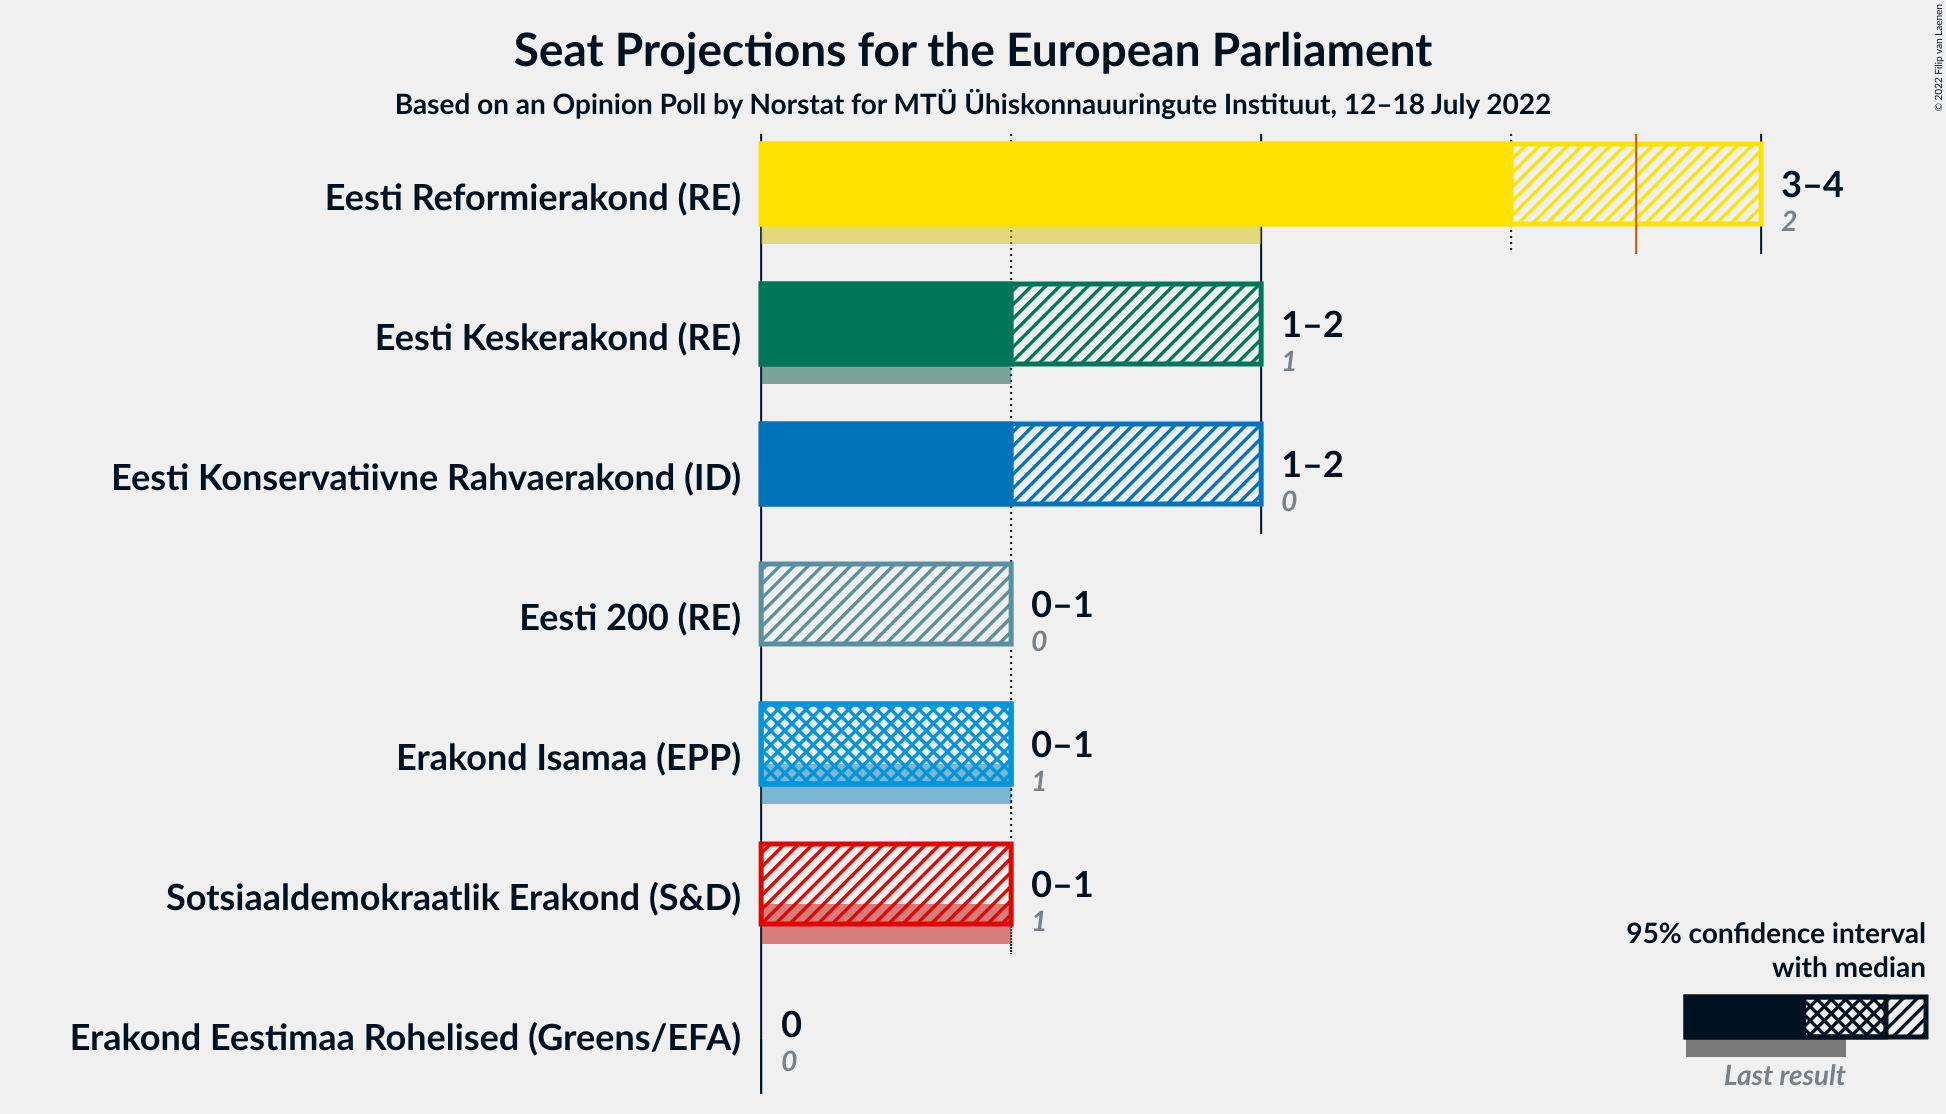 Seat Projections for the European Parliament
Based on an Opinion Poll by Norstat for MTÜ Ühiskonnauuringute Instituut, 12–18 July 2022
© 2022 Filip van Laenen
Eesti Reformierakond (RE)
3–4
2
Eesti Keskerakond (RE)
1–2
1
Eesti Konservatiivne Rahvaerakond (ID)
1–2
0
Eesti 200 (RE)
0–1
0
Erakond Isamaa (EPP)
0–1
1
Sotsiaaldemokraatlik Erakond (S&D)
0–1
1
Erakond Eestimaa Rohelised (Greens/EFA)
0
0
95% confidence interval
with median
Last result